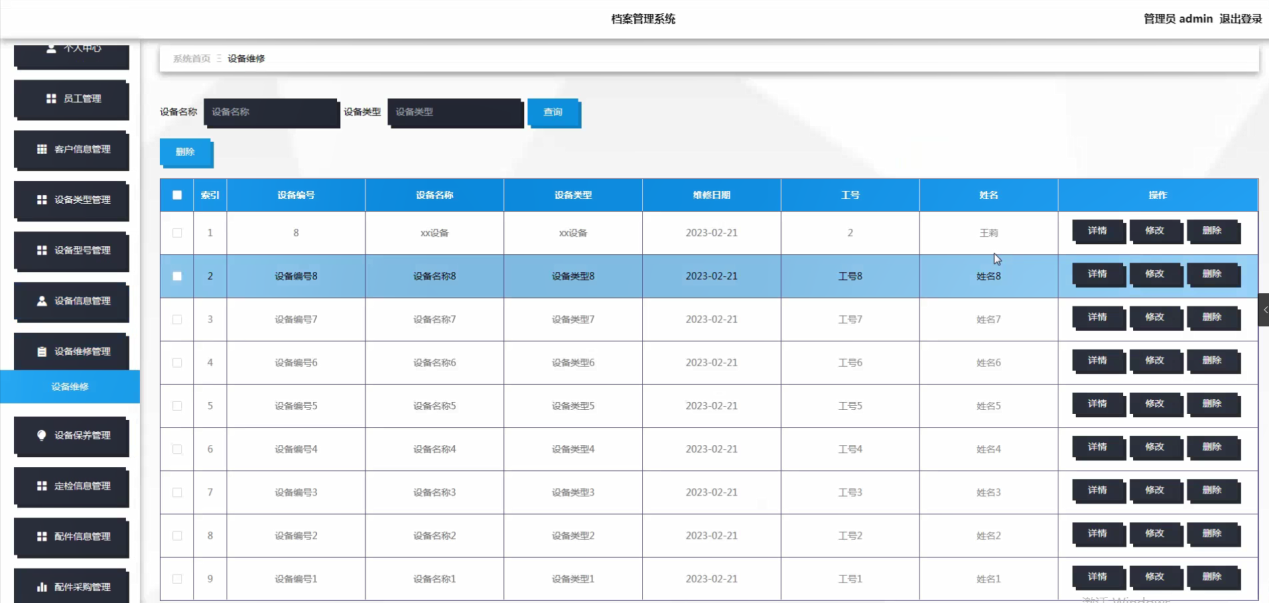 档案管理系统
管理员 admin 退出登录
个人中心
员工管理
客户信息管理
设备类型管理
设备型号管理
设备信息管理
设备维修管理
设备维修
设备保养管理
定检信息管理
配件信息管理
配件采购管理
系统首页 设备维修
设备名称 设备名称 设备类型 设备类型 查询
删除
索引 设备编号 设备名称 设备类型 维修日期 工号 姓名 操作
1 8 xx设备 xx设备 2023-02-21 2 王莉 详情 修改 删除
2 设备编号8 设备名称8 设备类型8 2023-02-21 工号8 姓名8 详情 修改 删除
3 设备编号7 设备名称7 设备类型7 2023-02-21 工号7 姓名7 详情 修改 删除
4 设备编号6 设备名称6 设备类型6 2023-02-21 工号6 姓名6 详情 修改 删除
5 设备编号5 设备名称5 设备类型5 2023-02-21 工号5 姓名5 详情 修改 删除
6 设备编号4 设备名称4 设备类型4 2023-02-21 工号4 姓名4 详情 修改 删除
7 设备编号3 设备名称3 设备类型3 2023-02-21 工号3 姓名3 详情 修改 删除
8 设备编号2 设备名称2 设备类型2 2023-02-21 工号2 姓名2 详情 修改 删除
9 设备编号1 设备名称1 设备类型1 2023-02-21 工号1 姓名1 详情 修改 删除
激活 Windows